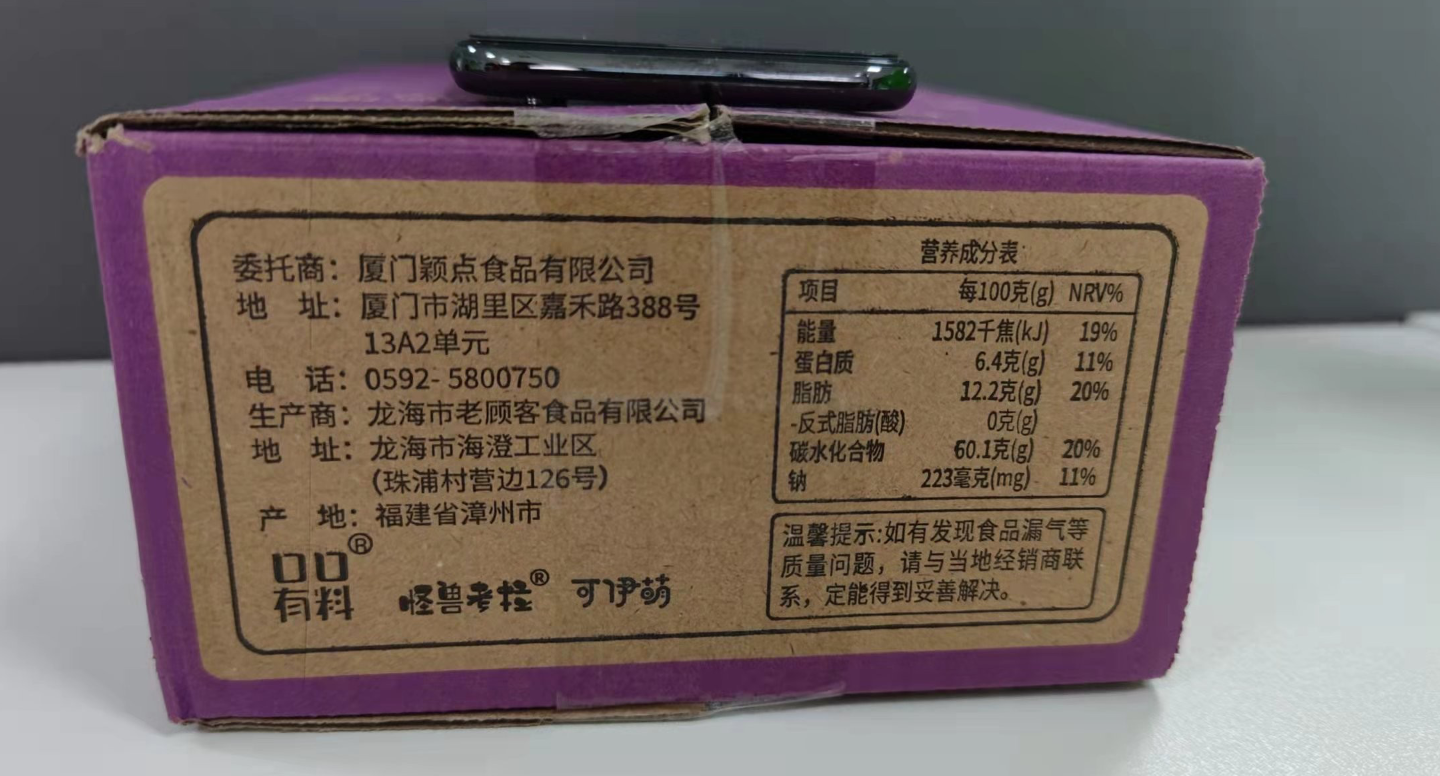 委托商：厦门颖点食品有限公司
地 址：厦门市湖里区嘉禾路388号
13A2单元
电 话：0592- 5800750
生产商：龙海市老顾客食品有限公司
地 址：龙海市海澄工业区
(珠浦村营边126号)
产 地：福建省漳州市
口口®
有料
怪兽考拉® 可伊萌
营养成分表
项目 每100克(g) NRV%
能量 1582千焦(kJ) 19%
蛋白质 6.4克(g) 11%
脂肪 12.2克(g) 20%
-反式脂肪(酸) 0克(g)
碳水化合物 60.1克(g) 20%
钠 223毫克(mg) 11%
温馨提示:如有发现食品漏气等
质量问题，请与当地经销商联
系，定能得到妥善解决。